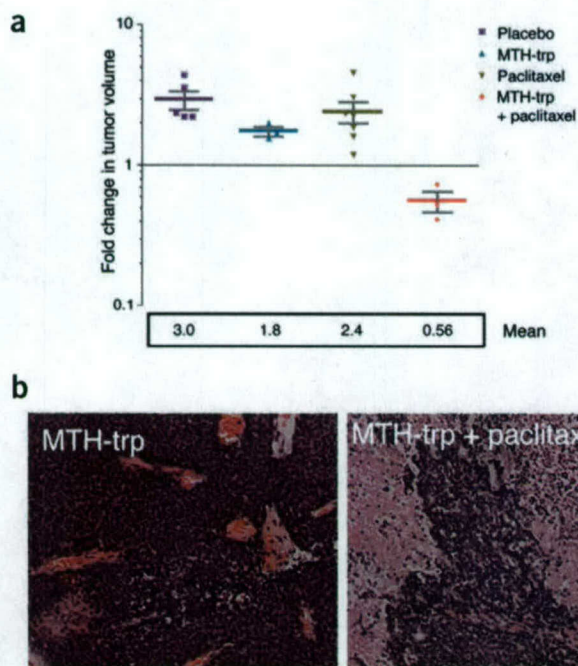 a
Fold change in tumor volume
10
1
0.1
Placebo
MTH-trp
Paclitaxel
MTH-trp
+ paclitaxel
3.0 1.8 2.4 0.56 Mean
b
MTH-trp
MTH-trp + paclitax